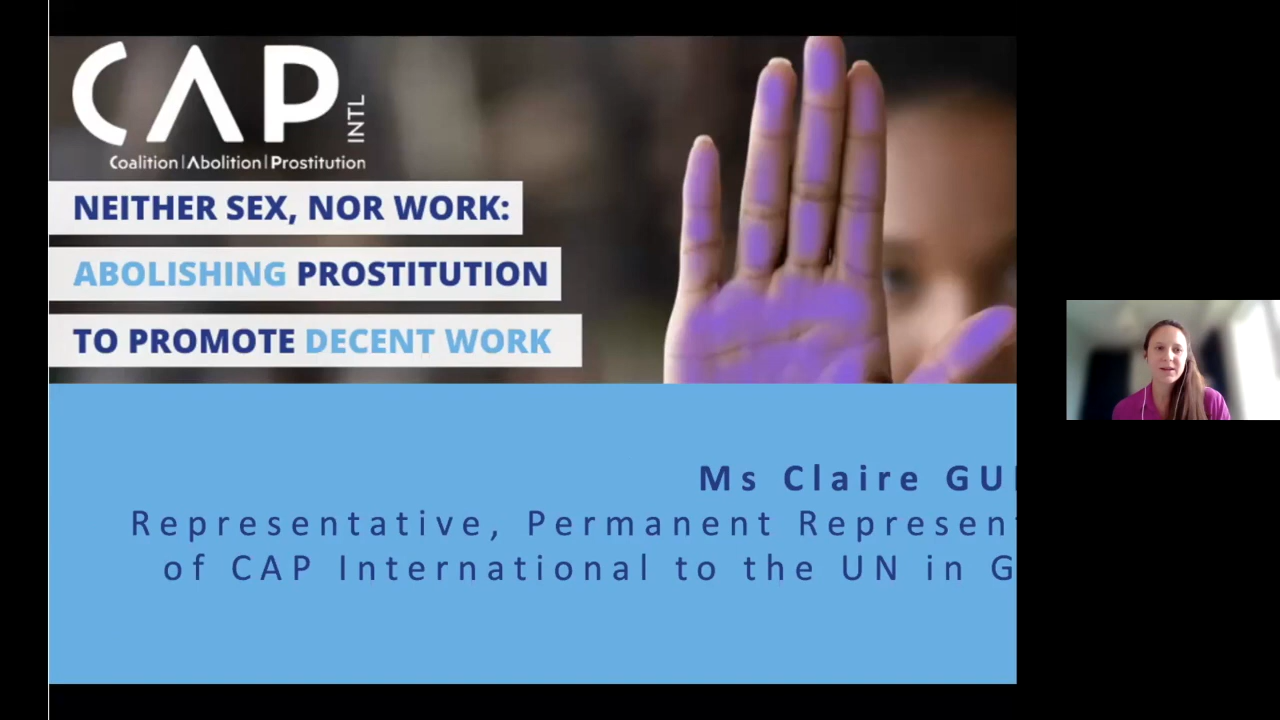 CAP INTL
Coalition | Abolition | Prostitution
NEITHER SEX, NOR WORK:
ABOLISHING PROSTITUTION
TO PROMOTE DECENT WORK
Ms Claire
Representative, Permanent
of CAP International to the UN in